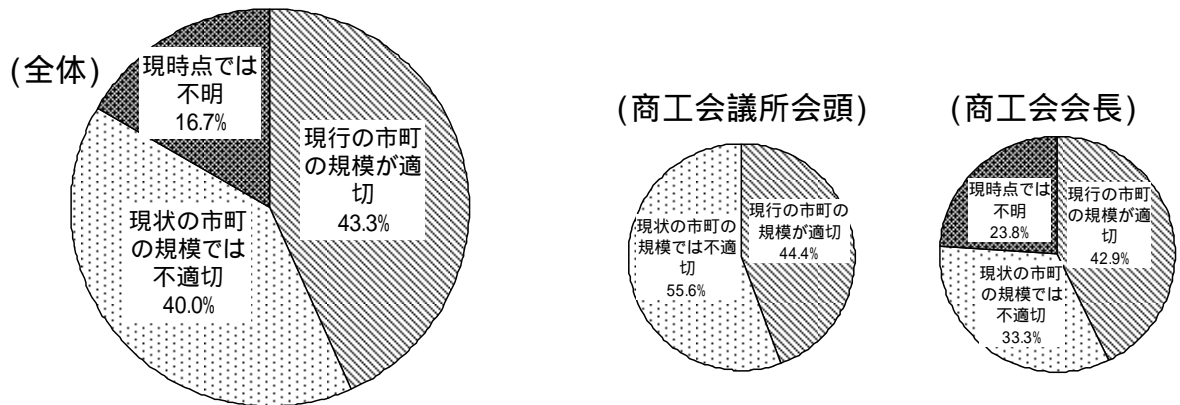 (全体)
現時点では
不明
16.7%
現行の市町
の規模が適
切
43.3%
現状の市町
の規模では
不適切
40.0%
(商工会議所会頭)
現状の市町の
規模では不適
切
55.6%
現行の市町の
規模が適切
44.4%
(商工会会長)
現時点では
不明
23.8%
現行の市町
の規模が適
切
42.9%
現状の市町
の規模では
不適切
33.3%